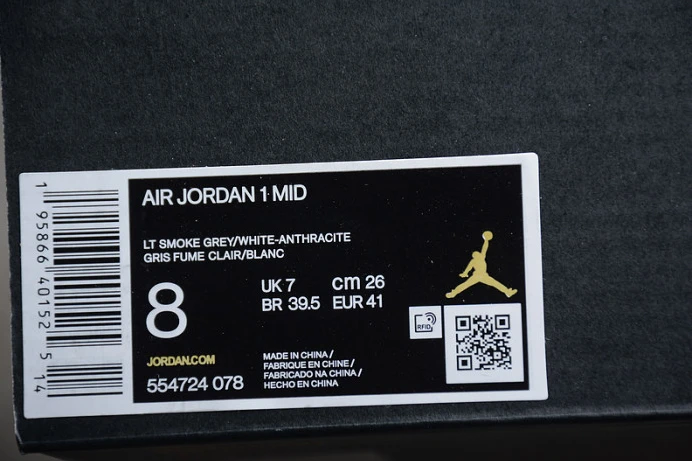 1 95866 40152 5 14
AIR JORDAN 1 MID
LT SMOKE GREY/WHITE-ANTHRACITE
GRIS FUME CLAIR/BLANC
8
UK 7 cm 26
BR 39.5 EUR 41
JORDAN.COM
554724 078
MADE IN CHINA /
FABRIQUE EN CHINE /
FABRICADO NA CHINA /
HECHO EN CHINA
RFID